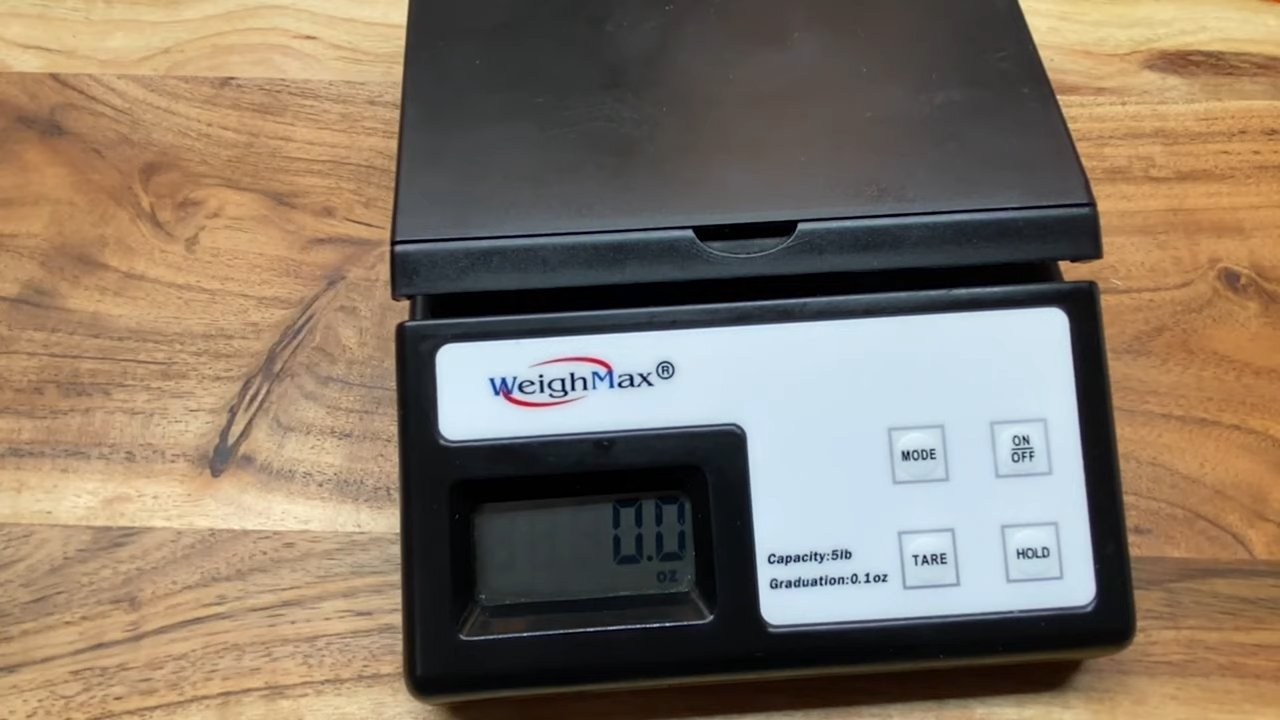 WeighMax®
0.0
oz
MODE
ON
OFF
Capacity:5lb
Graduation:0.1oz
TARE
HOLD